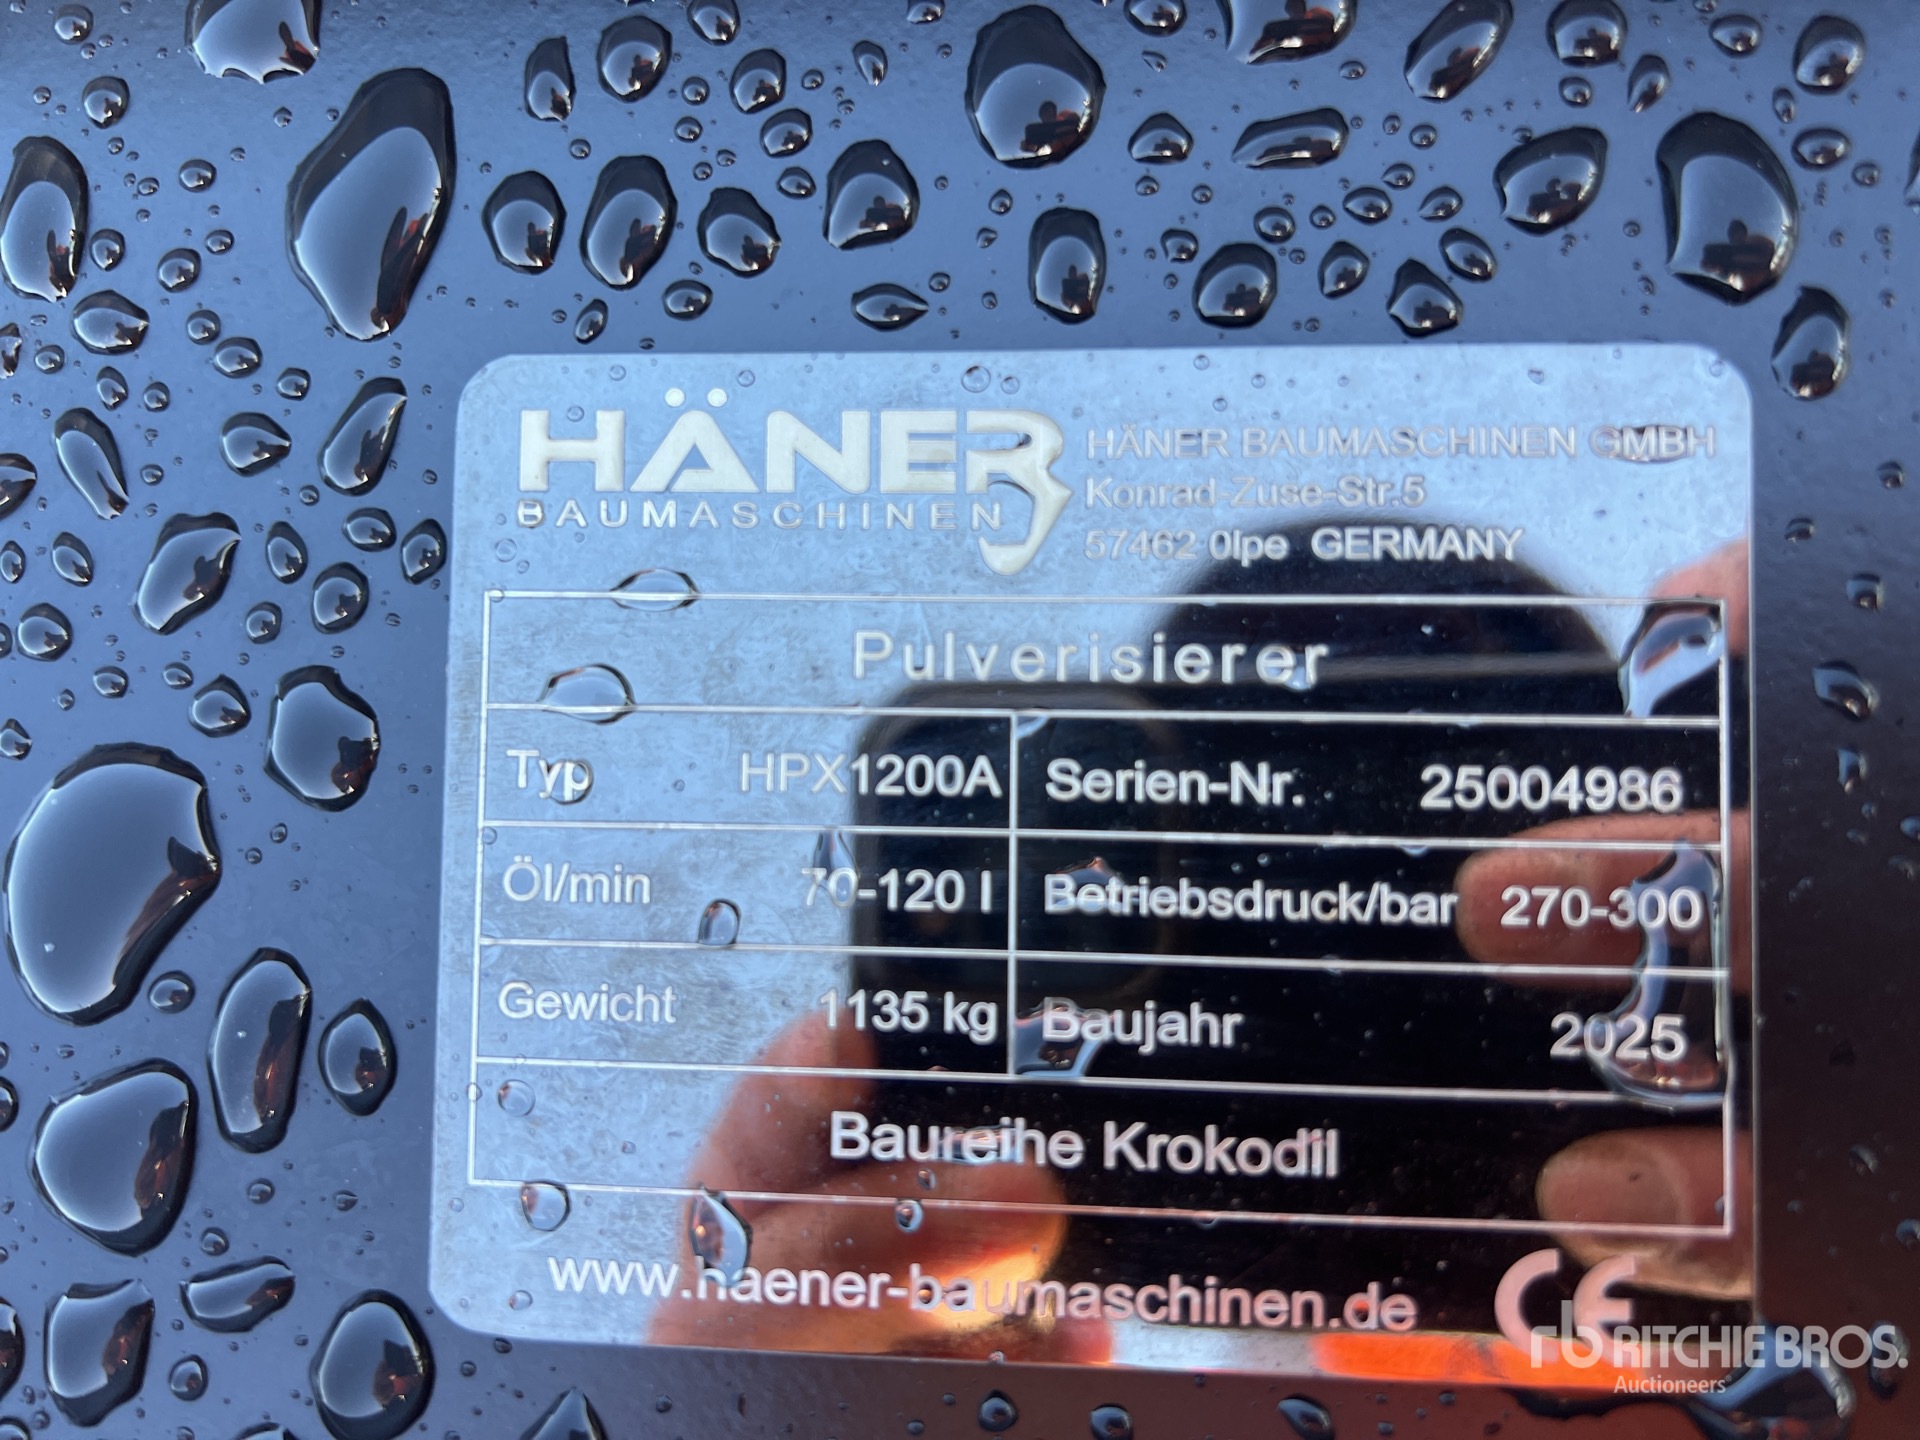 HÄNER
BAUMASCHINEN
HÄNER BAUMASCHINEN GMBH
Konrad-Zuse-Str.5
57462 Olpe GERMANY
Pulverisierer
Typ HPX1200A Serien-Nr. 25004986
Öl/min 70-120 l Betriebsdruck/bar 270-300
Gewicht 1135 kg Baujahr 2025
Baureihe Krokodil
www.haener-baumaschinen.de CE
rb RITCHIE BROS.
Auctioneers